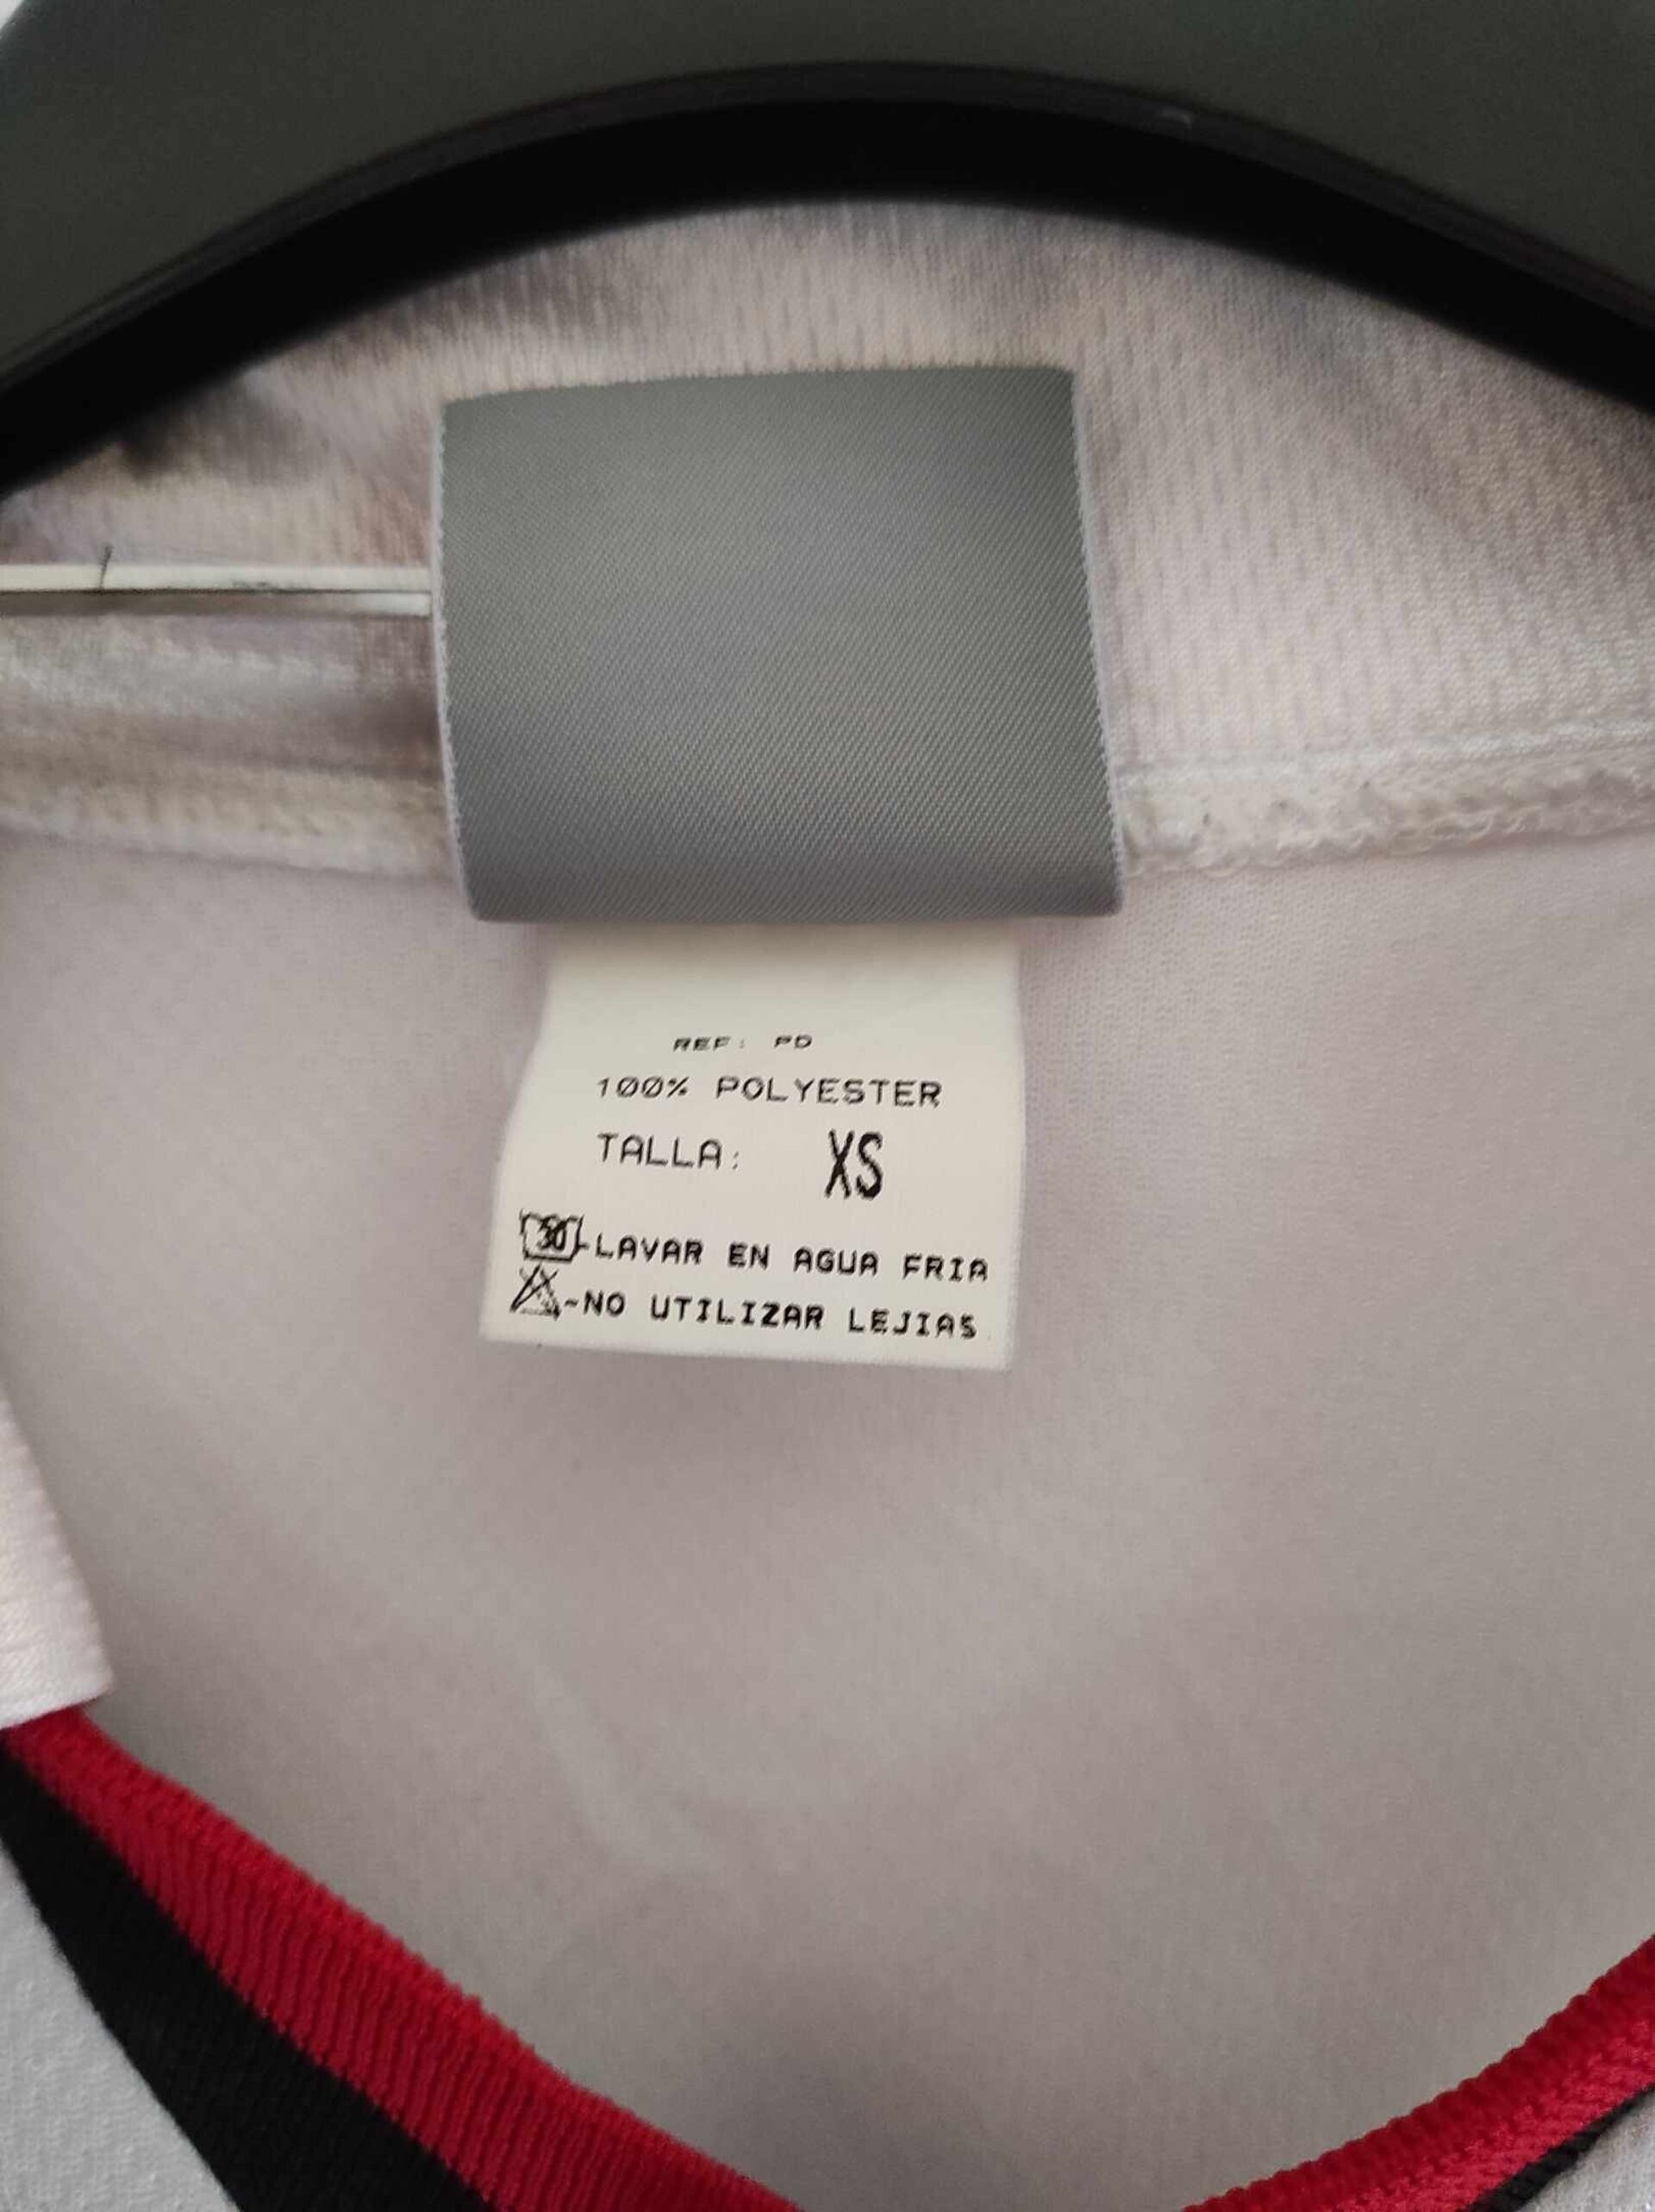 REF: PD
100% POLYESTER
TALLA: XS
30 -LAVAR EN AGUA FRIA
-NO UTILIZAR LEJIAS